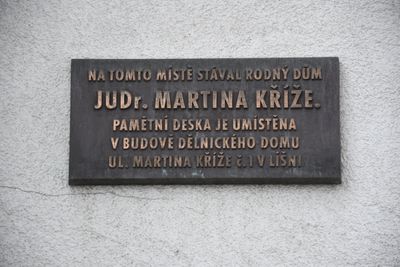 NA TOMTO MÍSTĚ STÁVAL RODNÝ DŮM
JUDr. MARTINA KŘÍŽE.
PAMĚTNÍ DESKA JE UMÍSTĚNA
V BUDOVĚ DĚLNICKÉHO DOMU
UL. MARTINA KŘÍŽE Č.1 V LÍŠNI